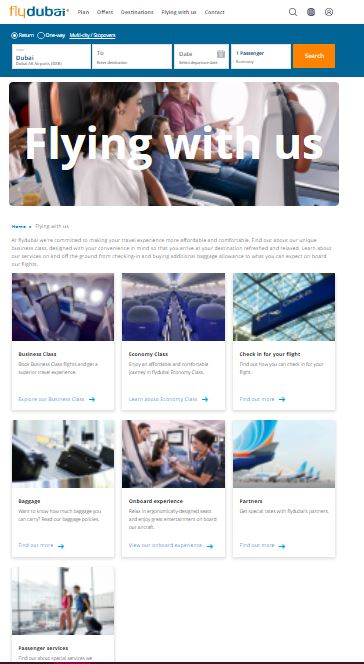 flydubai
Plan Offers Destinations Flying with us Contact
Return One-way Multi-city / Stopovers
Dubai
Dubai All Airports (DXB)
To
Enter destination
Date
Select departure date
1 Passenger
Economy
Search
Flying with us
Home Flying with us
At flydubai we're committed to making your travel experience more affordable and comfortable. Find out about our unique
business class, designed with your convenience in mind so that you arrive at your destination refreshed and relaxed. Learn about
our services on and off the ground from checking-in and buying additional baggage allowance to what you can expect on board
our flights.
Business Class
Book Business Class flights and get a
superior travel experience.
Explore our Business Class
Economy Class
Enjoy an affordable and comfortable
journey in flydubai Economy Class.
Learn about Economy Class
Check in for your flight
Find out how you can check in for your
flight.
Find out more
Baggage
Want to know how much baggage you
can carry? Read our baggage policies.
Find out more
Onboard experience
Relax in ergonomically-designed seats
and enjoy great entertainment on board
our aircraft.
View our onboard experience
Partners
Get special rates with flydubai's partners.
Find out more
Passenger services
Find out about special services we